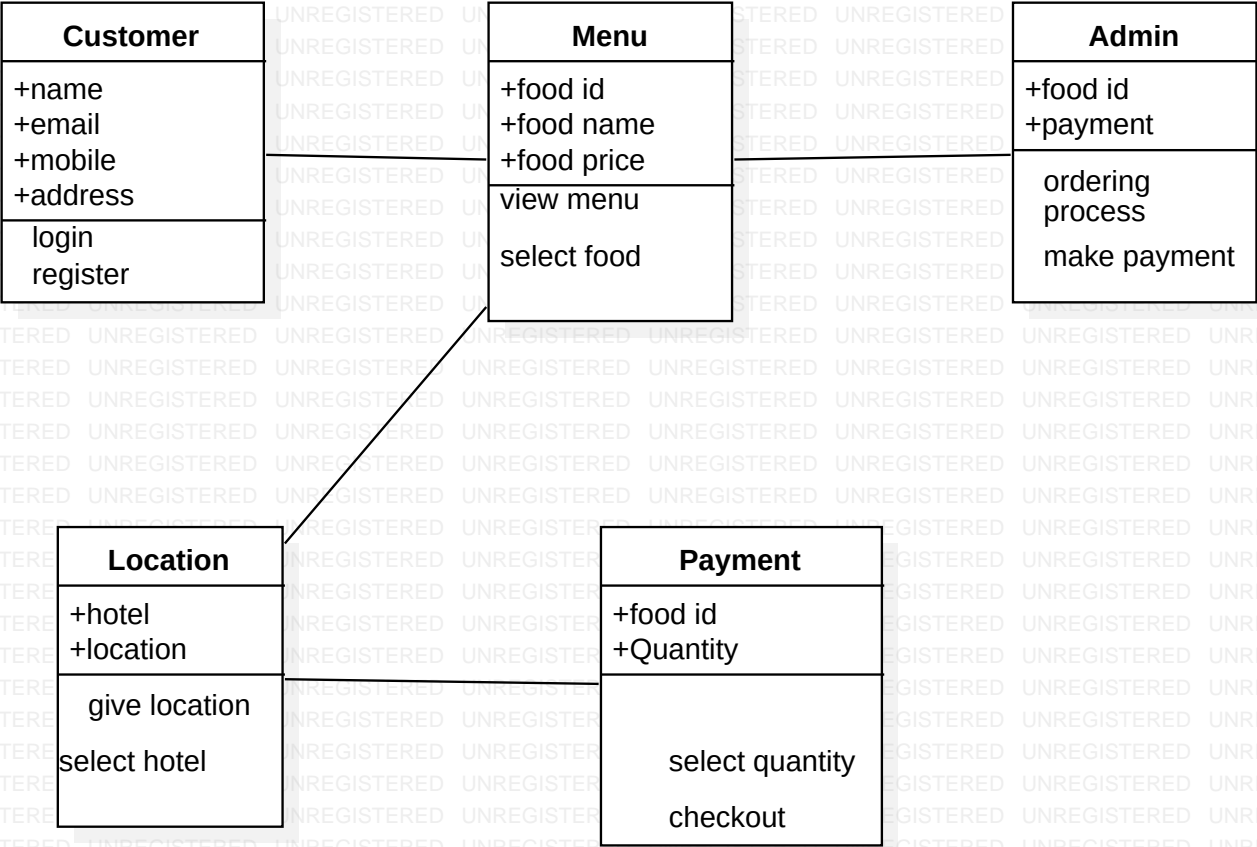 Customer
+name
+email
+mobile
+address
login
register
Menu
+food id
+food name
+food price
view menu
select food
Admin
+food id
+payment
ordering
process
make payment
Location
+hotel
+location
give location
select hotel
Payment
+food id
+Quantity
select quantity
checkout
UNREGISTERED